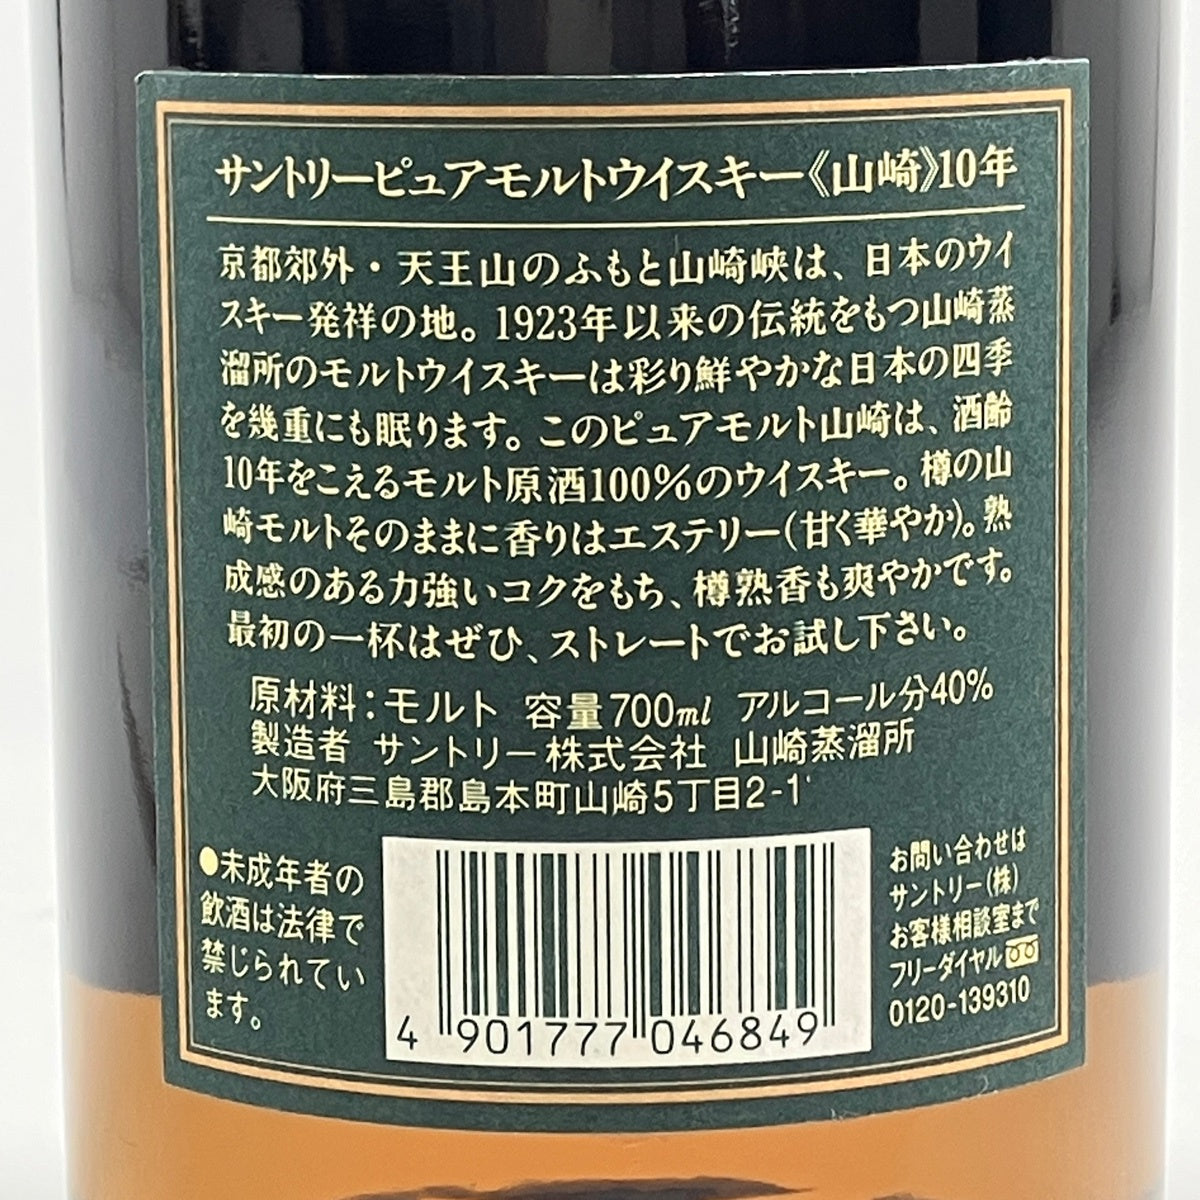 サントリーピュアモルトウイスキー《山崎》10年
京都郊外・天王山のふもと山崎峡は、日本のウイ
スキー発祥の地。1923年以来の伝統をもつ山崎蒸
溜所のモルトウイスキーは彩り鮮やかな日本の四季
を幾重にも眠ります。このピュアモルト山崎は、酒齢
10年をこえるモルト原酒100%のウイスキー。樽の山
崎モルトそのままに香りはエステリー(甘く華やか)。熟
成感のある力強いコクをもち、樽熟香も爽やかです。
最初の一杯はぜひ、ストレートでお試し下さい。
原材料：モルト 容量700ml アルコール分40%
製造者 サントリー株式会社 山崎蒸溜所
大阪府三島郡島本町山崎5丁目2-1
●未成年者の
飲酒は法律で
禁じられてい
ます。
4 901777 046849
お問い合わせは
サントリー(株)
お客様相談室まで
フリーダイヤル
0120-139310